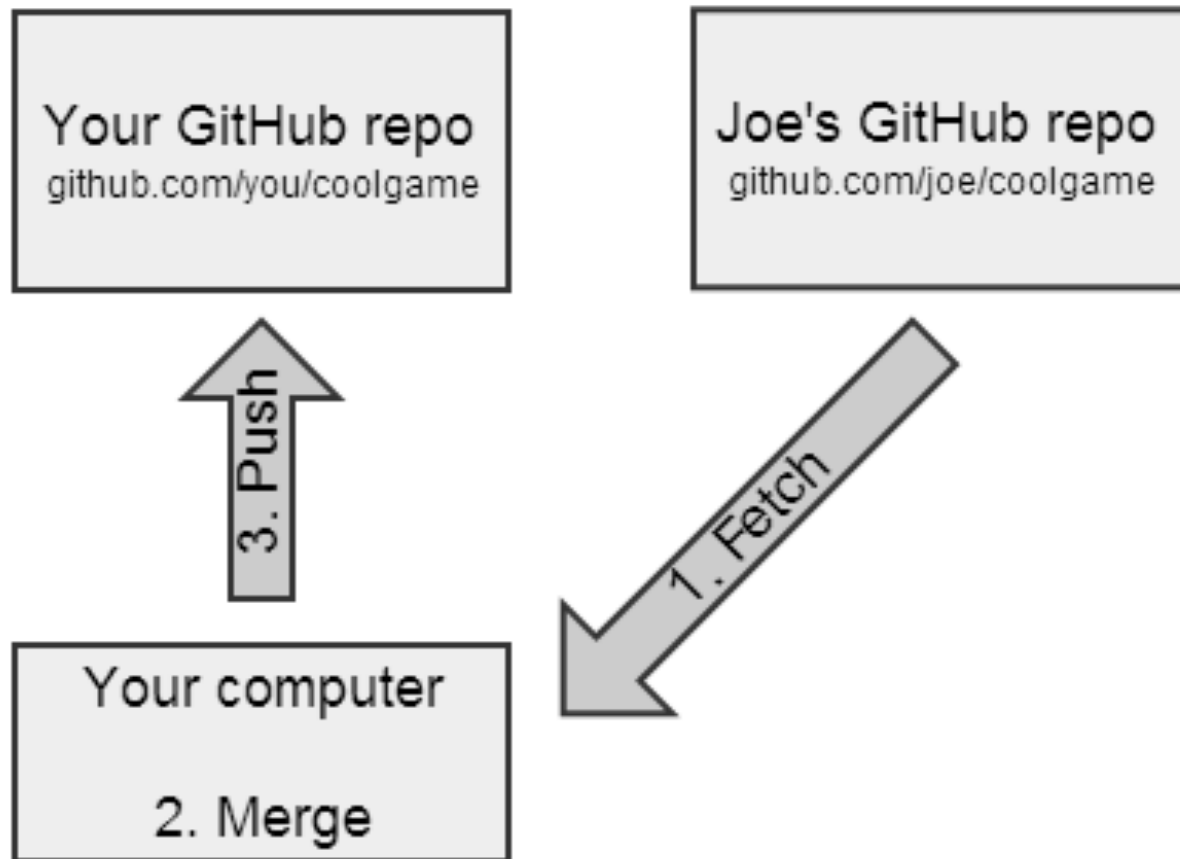 Your GitHub repo
github.com/you/coolgame
Joe's GitHub repo
github.com/joe/coolgame
3. Push
1. Fetch
Your computer
2. Merge